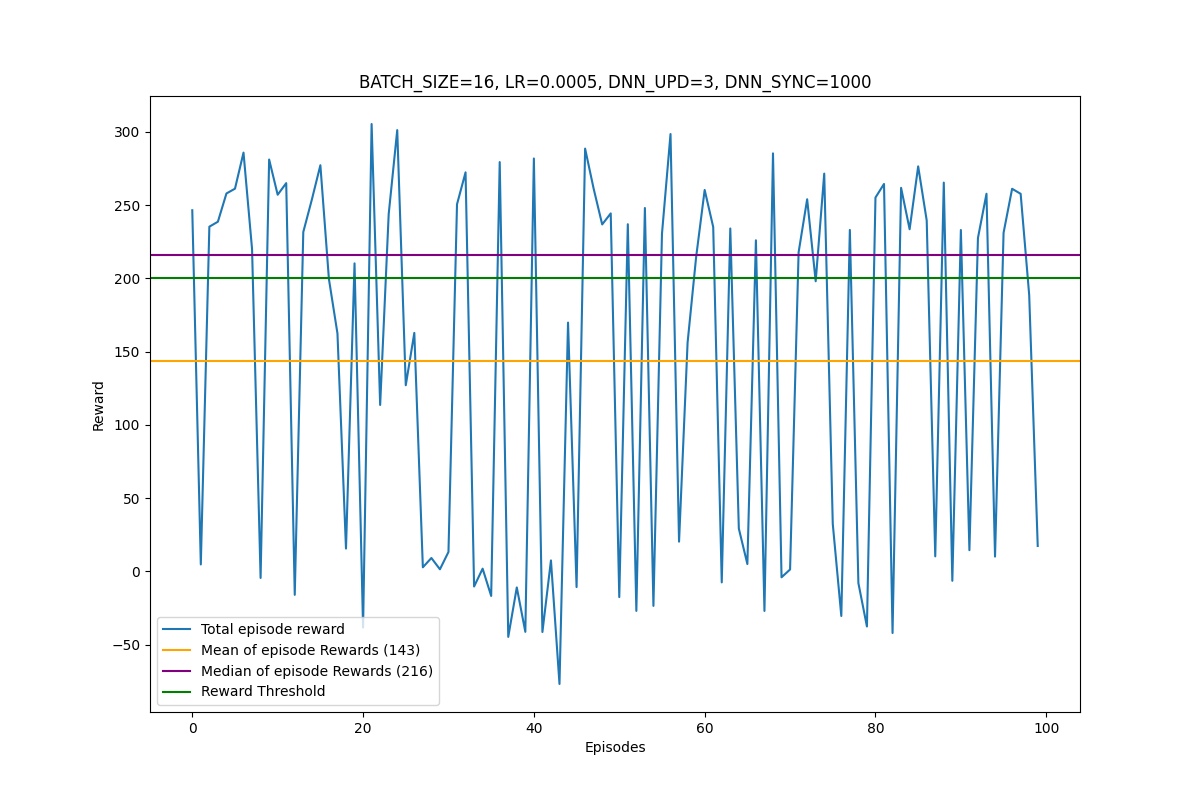 BATCH_SIZE=16, LR=0.0005, DNN_UPD=3, DNN_SYNC=1000
300
250
200
150
100
50
0
−50
Reward
Total episode reward
Mean of episode Rewards (143)
Median of episode Rewards (216)
Reward Threshold
0 20 40 60 80 100
Episodes